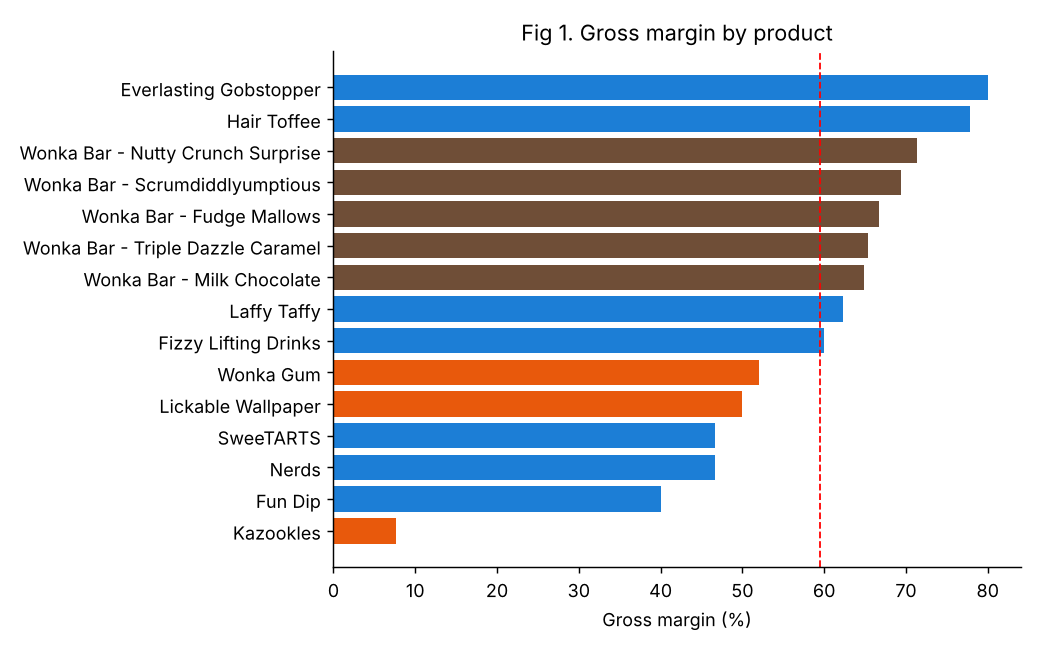 Fig 1. Gross margin by product
Everlasting Gobstopper
Hair Toffee
Wonka Bar - Nutty Crunch Surprise
Wonka Bar - Scrumdiddlyumptious
Wonka Bar - Fudge Mallows
Wonka Bar - Triple Dazzle Caramel
Wonka Bar - Milk Chocolate
Laffy Taffy
Fizzy Lifting Drinks
Wonka Gum
Lickable Wallpaper
SweeTARTS
Nerds
Fun Dip
Kazookles
0 10 20 30 40 50 60 70 80
Gross margin (%)